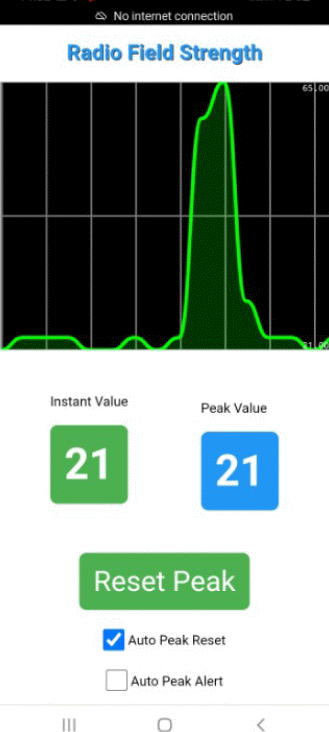 No internet connection
Radio Field Strength
65.00
21.00
Instant Value
Peak Value
21
21
Reset Peak
Auto Peak Reset
Auto Peak Alert